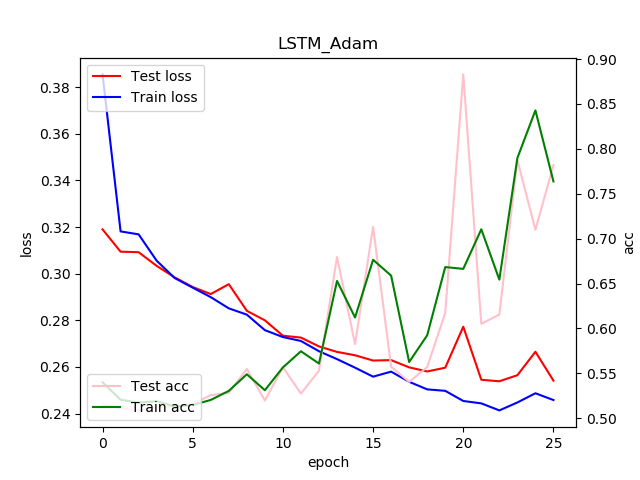 LSTM_Adam
Test loss
Train loss
Test acc
Train acc
loss
0.38
0.36
0.34
0.32
0.30
0.28
0.26
0.24
0.90
0.85
0.80
0.75
0.70
0.65
0.60
0.55
0.50
acc
0 5 10 15 20 25
epoch